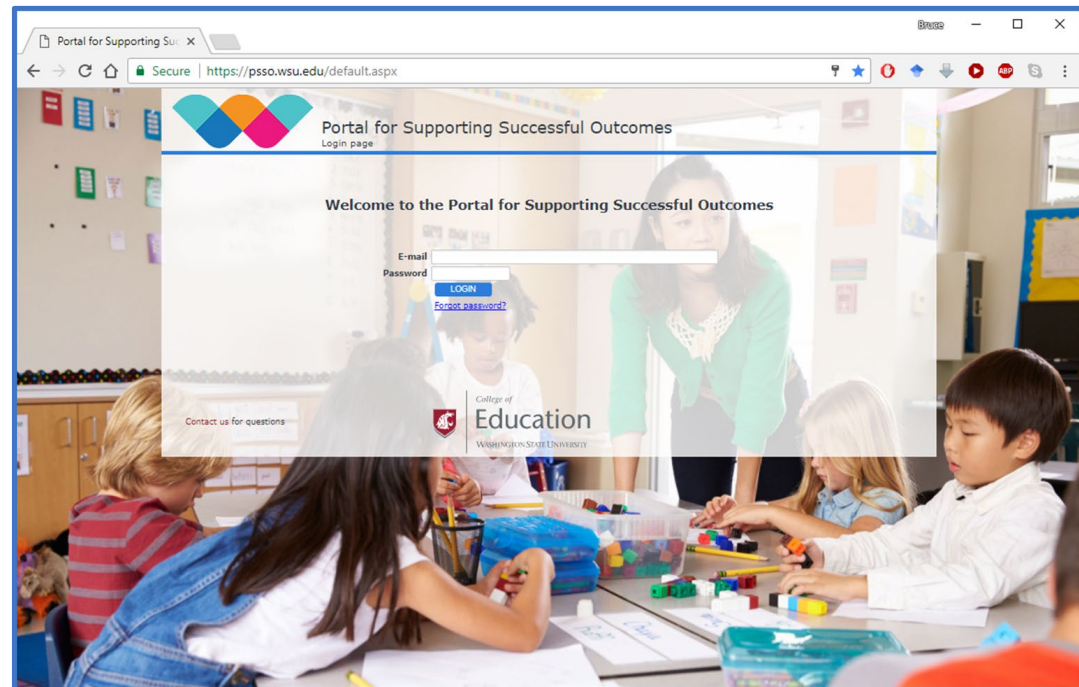 Bruce
Portal for Supporting Suc
Secure | https://psso.wsu.edu/default.aspx
ABP
Portal for Supporting Successful Outcomes
Login page
Welcome to the Portal for Supporting Successful Outcomes
E-mail
Password
LOGIN
Forgot password?
College of
Education
WASHINGTON STATE UNIVERSITY
Contact us for questions